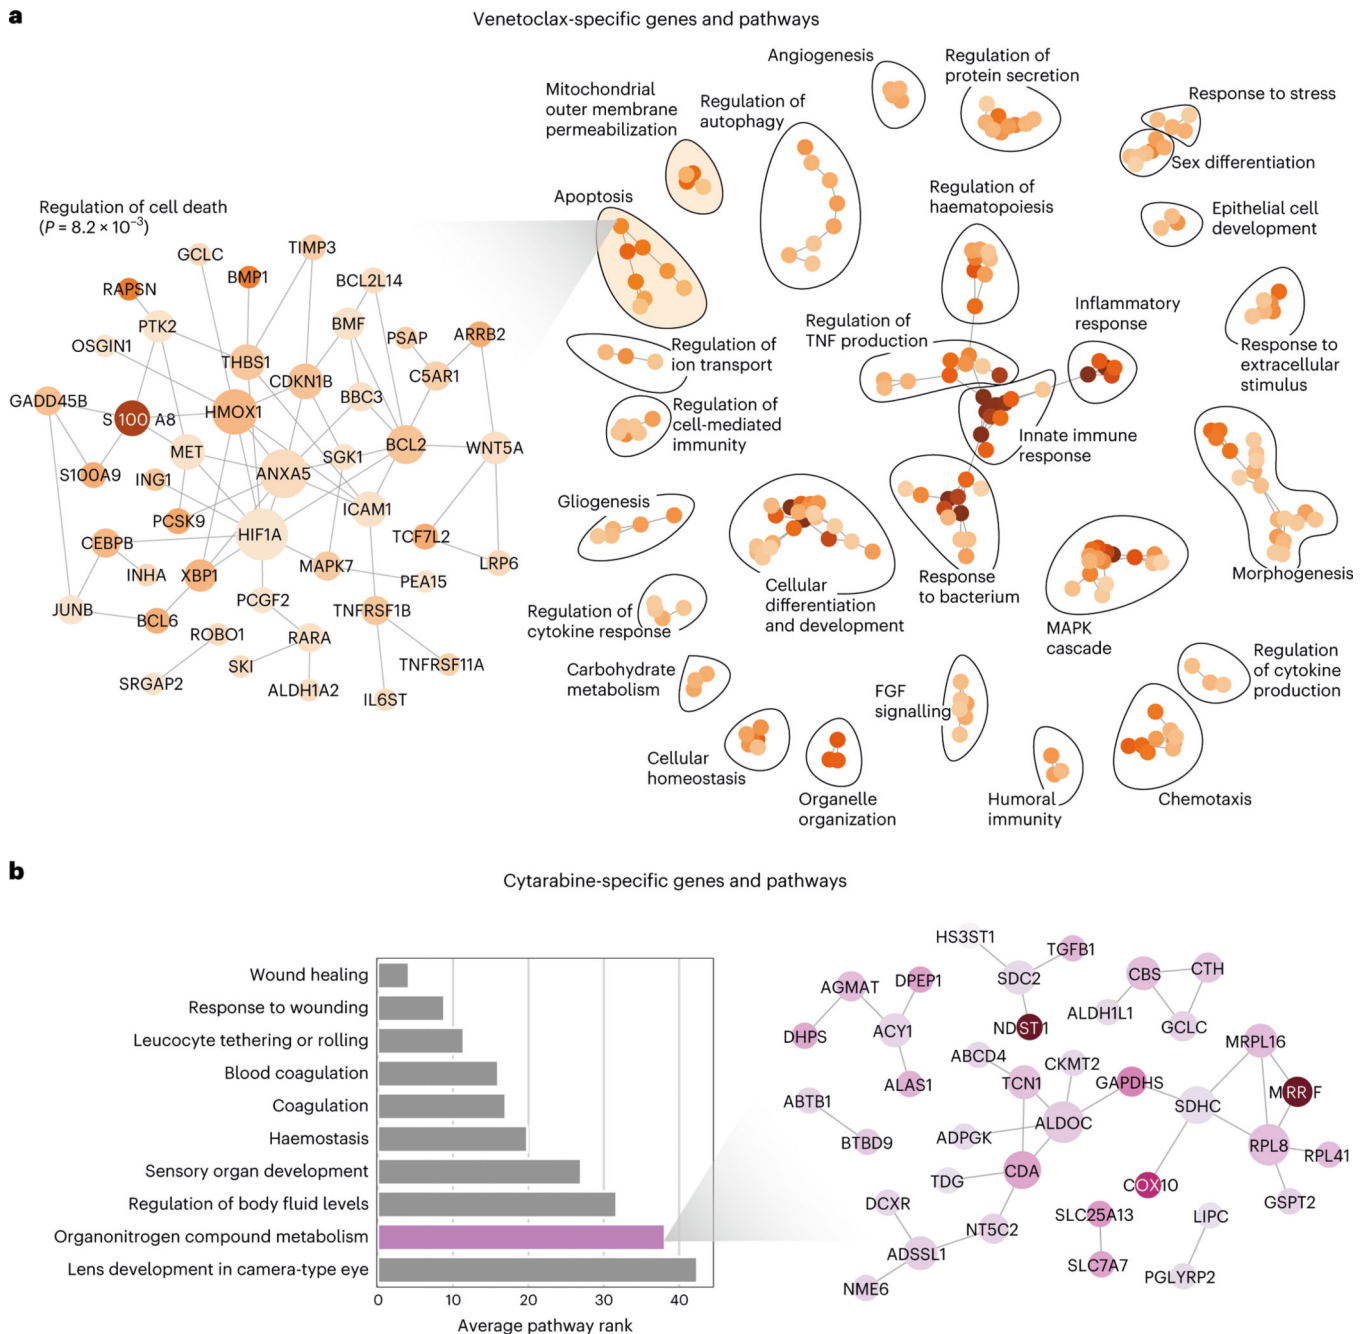 a
Venetoclax-specific genes and pathways
Angiogenesis
Regulation of
protein secretion
Mitochondrial
outer membrane
permeabilization
Regulation of
autophagy
Response to stress
Sex differentiation
Apoptosis
Regulation of
haematopoiesis
Epithelial cell
development
Regulation of cell death
(P = 8.2 × 10⁻³)
Inflammatory
response
Regulation of
TNF production
Regulation of
ion transport
Response to
extracellular
stimulus
Regulation of
cell-mediated
immunity
Innate immune
response
Gliogenesis
Cellular
differentiation
and development
Response
to bacterium
Morphogenesis
Regulation of
cytokine response
MAPK
cascade
Carbohydrate
metabolism
FGF
signalling
Regulation
of cytokine
production
Cellular
homeostasis
Organelle
organization
Humoral
immunity
Chemotaxis
GCLC
TIMP3
BMP1
RAPSN
BCL2L14
PTK2
BMF
PSAP
ARRB2
OSGIN1
THBS1
CDKN1B
C5AR1
GADD45B
BBC3
S100A8
HMOX1
BCL2
WNT5A
MET
SGK1
S100A9
ING1
ANXA5
ICAM1
PCSK9
HIF1A
TCF7L2
CEBPB
INHA
XBP1
MAPK7
PEA15
LRP6
JUNB
BCL6
PCGF2
TNFRSF1B
ROBO1
RARA
SKI
TNFRSF11A
SRGAP2
ALDH1A2
IL6ST
b
Cytarabine-specific genes and pathways
Wound healing
Response to wounding
Leucocyte tethering or rolling
Blood coagulation
Coagulation
Haemostasis
Sensory organ development
Regulation of body fluid levels
Organonitrogen compound metabolism
Lens development in camera-type eye
0 10 20 30 40
Average pathway rank
HS3ST1
TGFB1
AGMAT
DPEP1
SDC2
CBS
CTH
DHPS
ACY1
NDST1
ALDH1L1
GCLC
MRPL16
ABCD4
CKMT2
ALAS1
TCN1
GAPDHS
MRRF
ABTB1
SDHC
ALDOC
BTBD9
ADPGK
RPL8
RPL41
TDG
CDA
COX10
GSPT2
DCXR
NT5C2
SLC25A13
LIPC
ADSSL1
SLC7A7
PGLYRP2
NME6